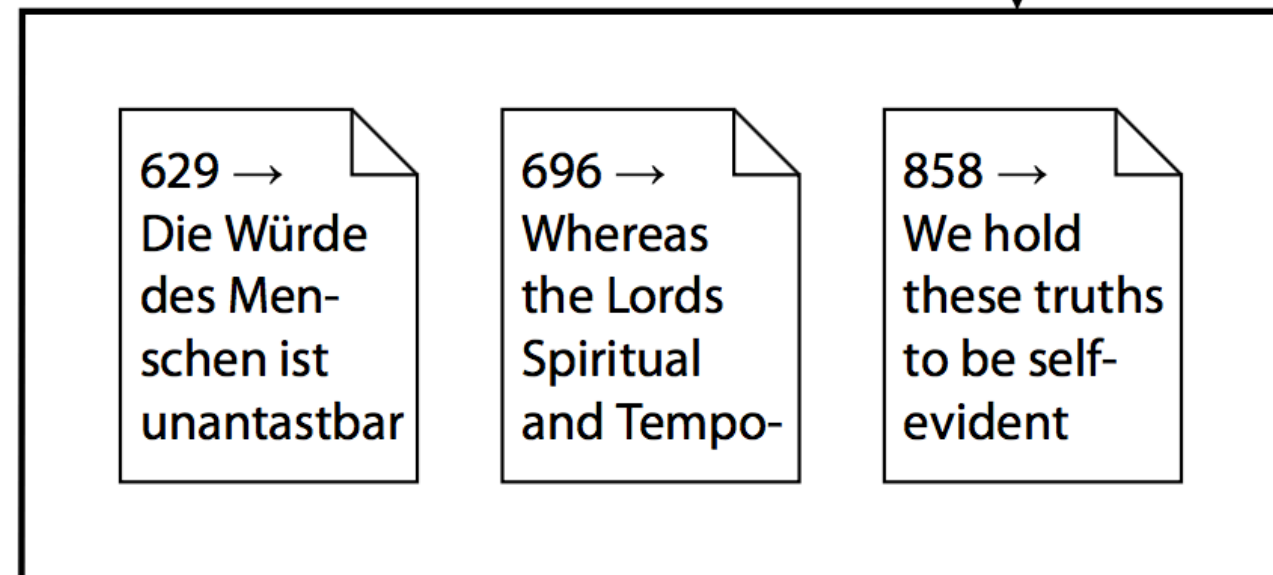 629 →
Die Würde
des Men-
schen ist
unantastbar
696 →
Whereas
the Lords
Spiritual
and Tempo-
858 →
We hold
these truths
to be self-
evident